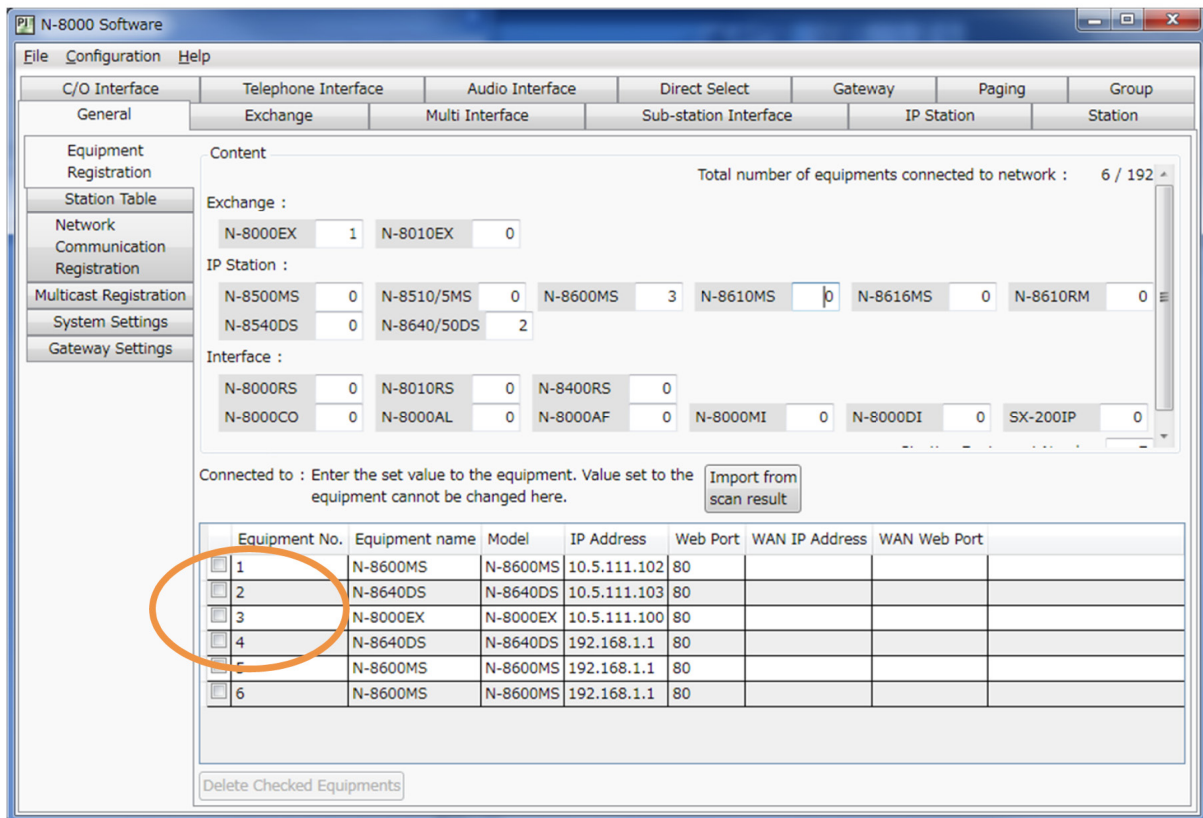 N-8000 Software
File Configuration Help
C/O Interface Telephone Interface Audio Interface Direct Select Gateway Paging Group
General Exchange Multi Interface Sub-station Interface IP Station Station
Equipment
Registration
Station Table
Network
Communication
Registration
Multicast Registration
System Settings
Gateway Settings
Content
Total number of equipments connected to network : 6 / 192
Exchange :
N-8000EX 1 N-8010EX 0
IP Station :
N-8500MS 0 N-8510/5MS 0 N-8600MS 3 N-8610MS 0 N-8616MS 0 N-8610RM 0
N-8540DS 0 N-8640/50DS 2
Interface :
N-8000RS 0 N-8010RS 0 N-8400RS 0
N-8000CO 0 N-8000AL 0 N-8000AF 0 N-8000MI 0 N-8000DI 0 SX-200IP 0
Connected to : Enter the set value to the equipment. Value set to the
equipment cannot be changed here.
Import from
scan result
Equipment No. Equipment name Model IP Address Web Port WAN IP Address WAN Web Port
1 N-8600MS N-8600MS 10.5.111.102 80
2 N-8640DS N-8640DS 10.5.111.103 80
3 N-8000EX N-8000EX 10.5.111.100 80
4 N-8640DS N-8640DS 192.168.1.1 80
5 N-8600MS N-8600MS 192.168.1.1 80
6 N-8600MS N-8600MS 192.168.1.1 80
Delete Checked Equipments